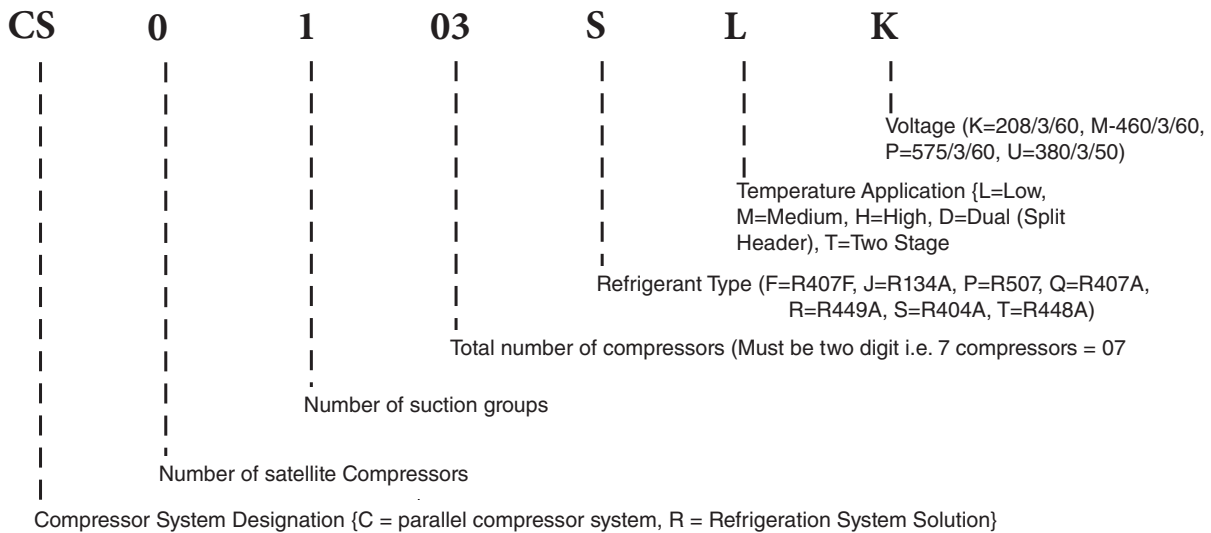 CS 0 1 03 S L K
Voltage (K=208/3/60, M-460/3/60,
P=575/3/60, U=380/3/50)
Temperature Application {L=Low,
M=Medium, H=High, D=Dual (Split
Header), T=Two Stage
Refrigerant Type (F=R407F, J=R134A, P=R507, Q=R407A,
R=R449A, S=R404A, T=R448A)
Total number of compressors (Must be two digit i.e. 7 compressors = 07
Number of suction groups
Number of satellite Compressors
Compressor System Designation {C = parallel compressor system, R = Refrigeration System Solution}